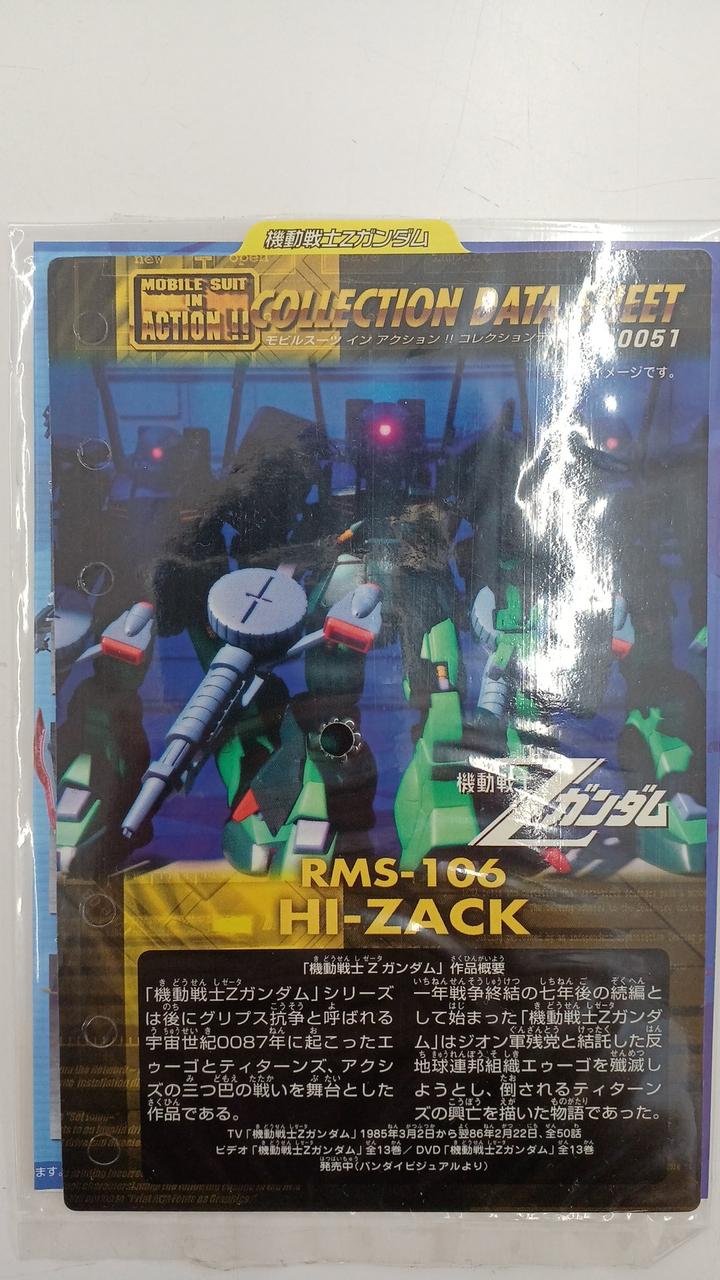 機動戦士Zガンダム
new open
MOBILE SUIT
IN
ACTION!!
COLLECTION DATA SHEET
モビルスーツ イン アクション!! コレクションデ
0051
イメージです。
機動戦士
Zガンダム
RMS-106
HI-ZACK
「機動戦士Zガンダム」作品概要
「機動戦士Zガンダム」シリーズ
は後にグリプス抗争と呼ばれる
宇宙世紀0087年に起こったエ
ゥーゴとティターンズ、アクシ
ズの三つ巴の戦いを舞台とした
作品である。
一年戦争終結の七年後の続編と
して始まった「機動戦士Zガンダ
ム」はジオン軍残党と結託した反
地球連邦組織エゥーゴを殲滅し
ようとし、倒されるティターン
ズの興亡を描いた物語であった。
TV「機動戦士Zガンダム」1985年3月2日から翌86年2月22日、全50話
ビデオ「機動戦士Zガンダム」全13巻/DVD「機動戦士Zガンダム」全13巻
発売中(バンダイビジュアルより)
ます